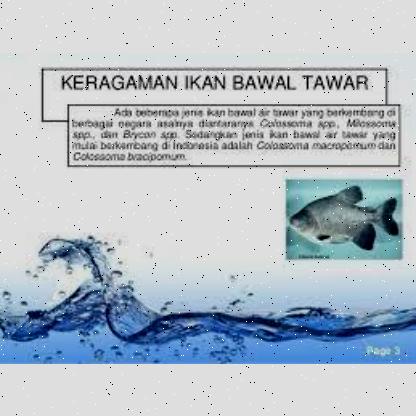 KERAGAMAN IKAN BAWAL TAWAR
Ada beberapa jenis ikan bawal air tawar yang berkembang di
berbagai negara asalnya diantaranya Colossoma spp., Milossoma
spp., dan Brycon spp. Sedangkan jenis ikan bawal air tawar yang
mulai berkembang di Indonesia adalah Colossoma macropomum dan
Colossoma bracipomum.
Page 3